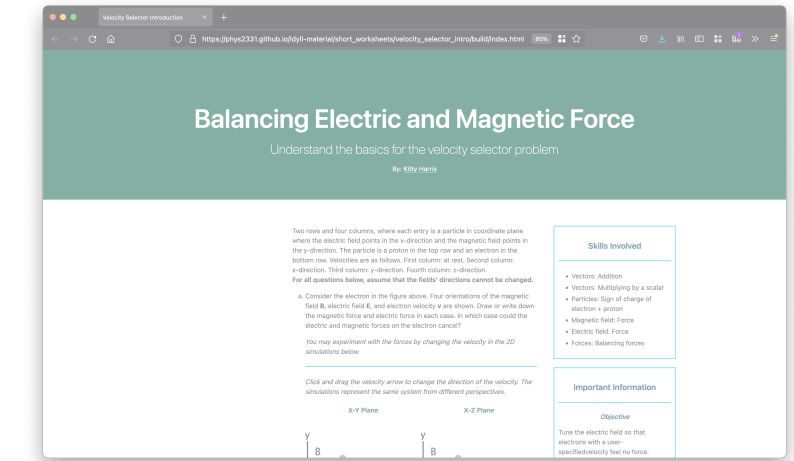 Velocity Selector Introduction
https://phys2331.github.io/idyll-material/short_worksheets/velocity_selector_intro/build/index.html 60%
Balancing Electric and Magnetic Force
Understand the basics for the velocity selector problem
By: Kitty Harris
Two rows and four columns, where each entry is a particle in coordinate plane
where the electric field points in the x-direction and the magnetic field points in
the y-direction. The particle is a proton in the top row and an electron in the
bottom row. Velocities are as follows. First column: at rest. Second column:
x-direction. Third column: y-direction. Fourth column: z-direction.
For all questions below, assume that the fields' directions cannot be changed.
a. Consider the electron in the figure above. Four orientations of the magnetic
field B, electric field E, and electron velocity v are shown. Draw or write down
the magnetic force and electric force in each case. In which case could the
electric and magnetic forces on the electron cancel?
You may experiment with the forces by changing the velocity in the 2D
simulations below.
Click and drag the velocity arrow to change the direction of the velocity. The
simulations represent the same system from different perspectives.
X-Y Plane X-Z Plane
y y
B B
Skills Involved
• Vectors: Addition
• Vectors: Multiplying by a scalar
• Particles: Sign of charge of
electron + proton
• Magnetic field: Force
• Electric field: Force
• Forces: Balancing forces
Important Information
Objective
Tune the electric field so that
electrons with a user-
specifiedvelocity feel no force.